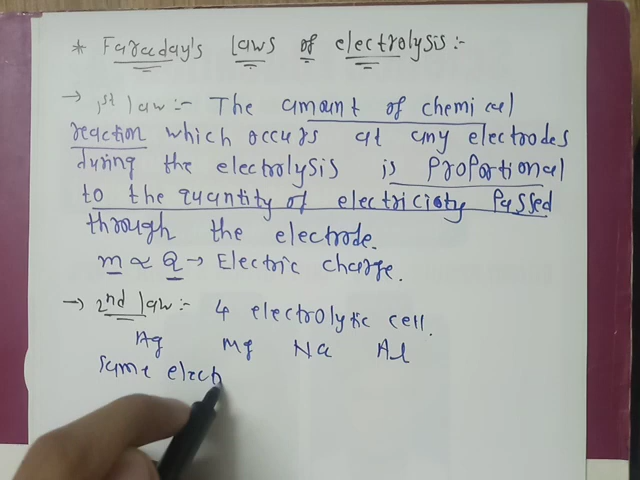 * Faraday's laws of electrolysis:-
→ 1st law:- The amount of chemical
reaction which occurs at any electrodes
during the electrolysis is proportional
to the quantity of electricioty passed
through the electrode.
m ∝ Q → Electric charge.
→ 2nd law:- 4 electrolytic cell.
Ag Mg Na Al
same elect